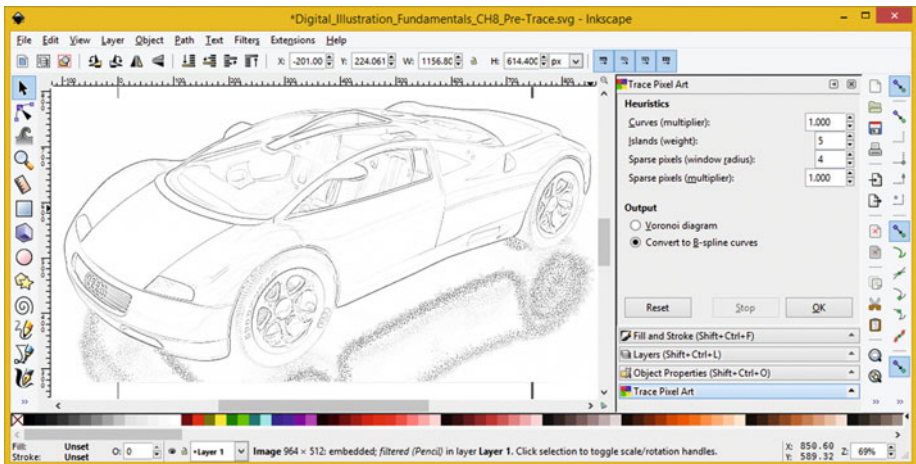 *Digital_Illustration_Fundamentals_CH8_Pre-Trace.svg - Inkscape
File Edit View Layer Object Path Text Filters Extensions Help
X: -201.00 Y: 224.061 W: 1156.80 H: 614.400 px
Trace Pixel Art
Heuristics
Curves (multiplier): 1.000
Islands (weight): 5
Sparse pixels (window radius): 4
Sparse pixels (multiplier): 1.000
Output
Voronoi diagram
Convert to B-spline curves
Reset Stop OK
Fill and Stroke (Shift+Ctrl+F)
Layers (Shift+Ctrl+L)
Object Properties (Shift+Ctrl+O)
Trace Pixel Art
Fill: Unset
Stroke: Unset
O: 0
Layer 1
Image 964 × 512: embedded; filtered (Pencil) in layer Layer 1. Click selection to toggle scale/rotation handles.
X: 850.60
Y: 589.32
Z: 69%